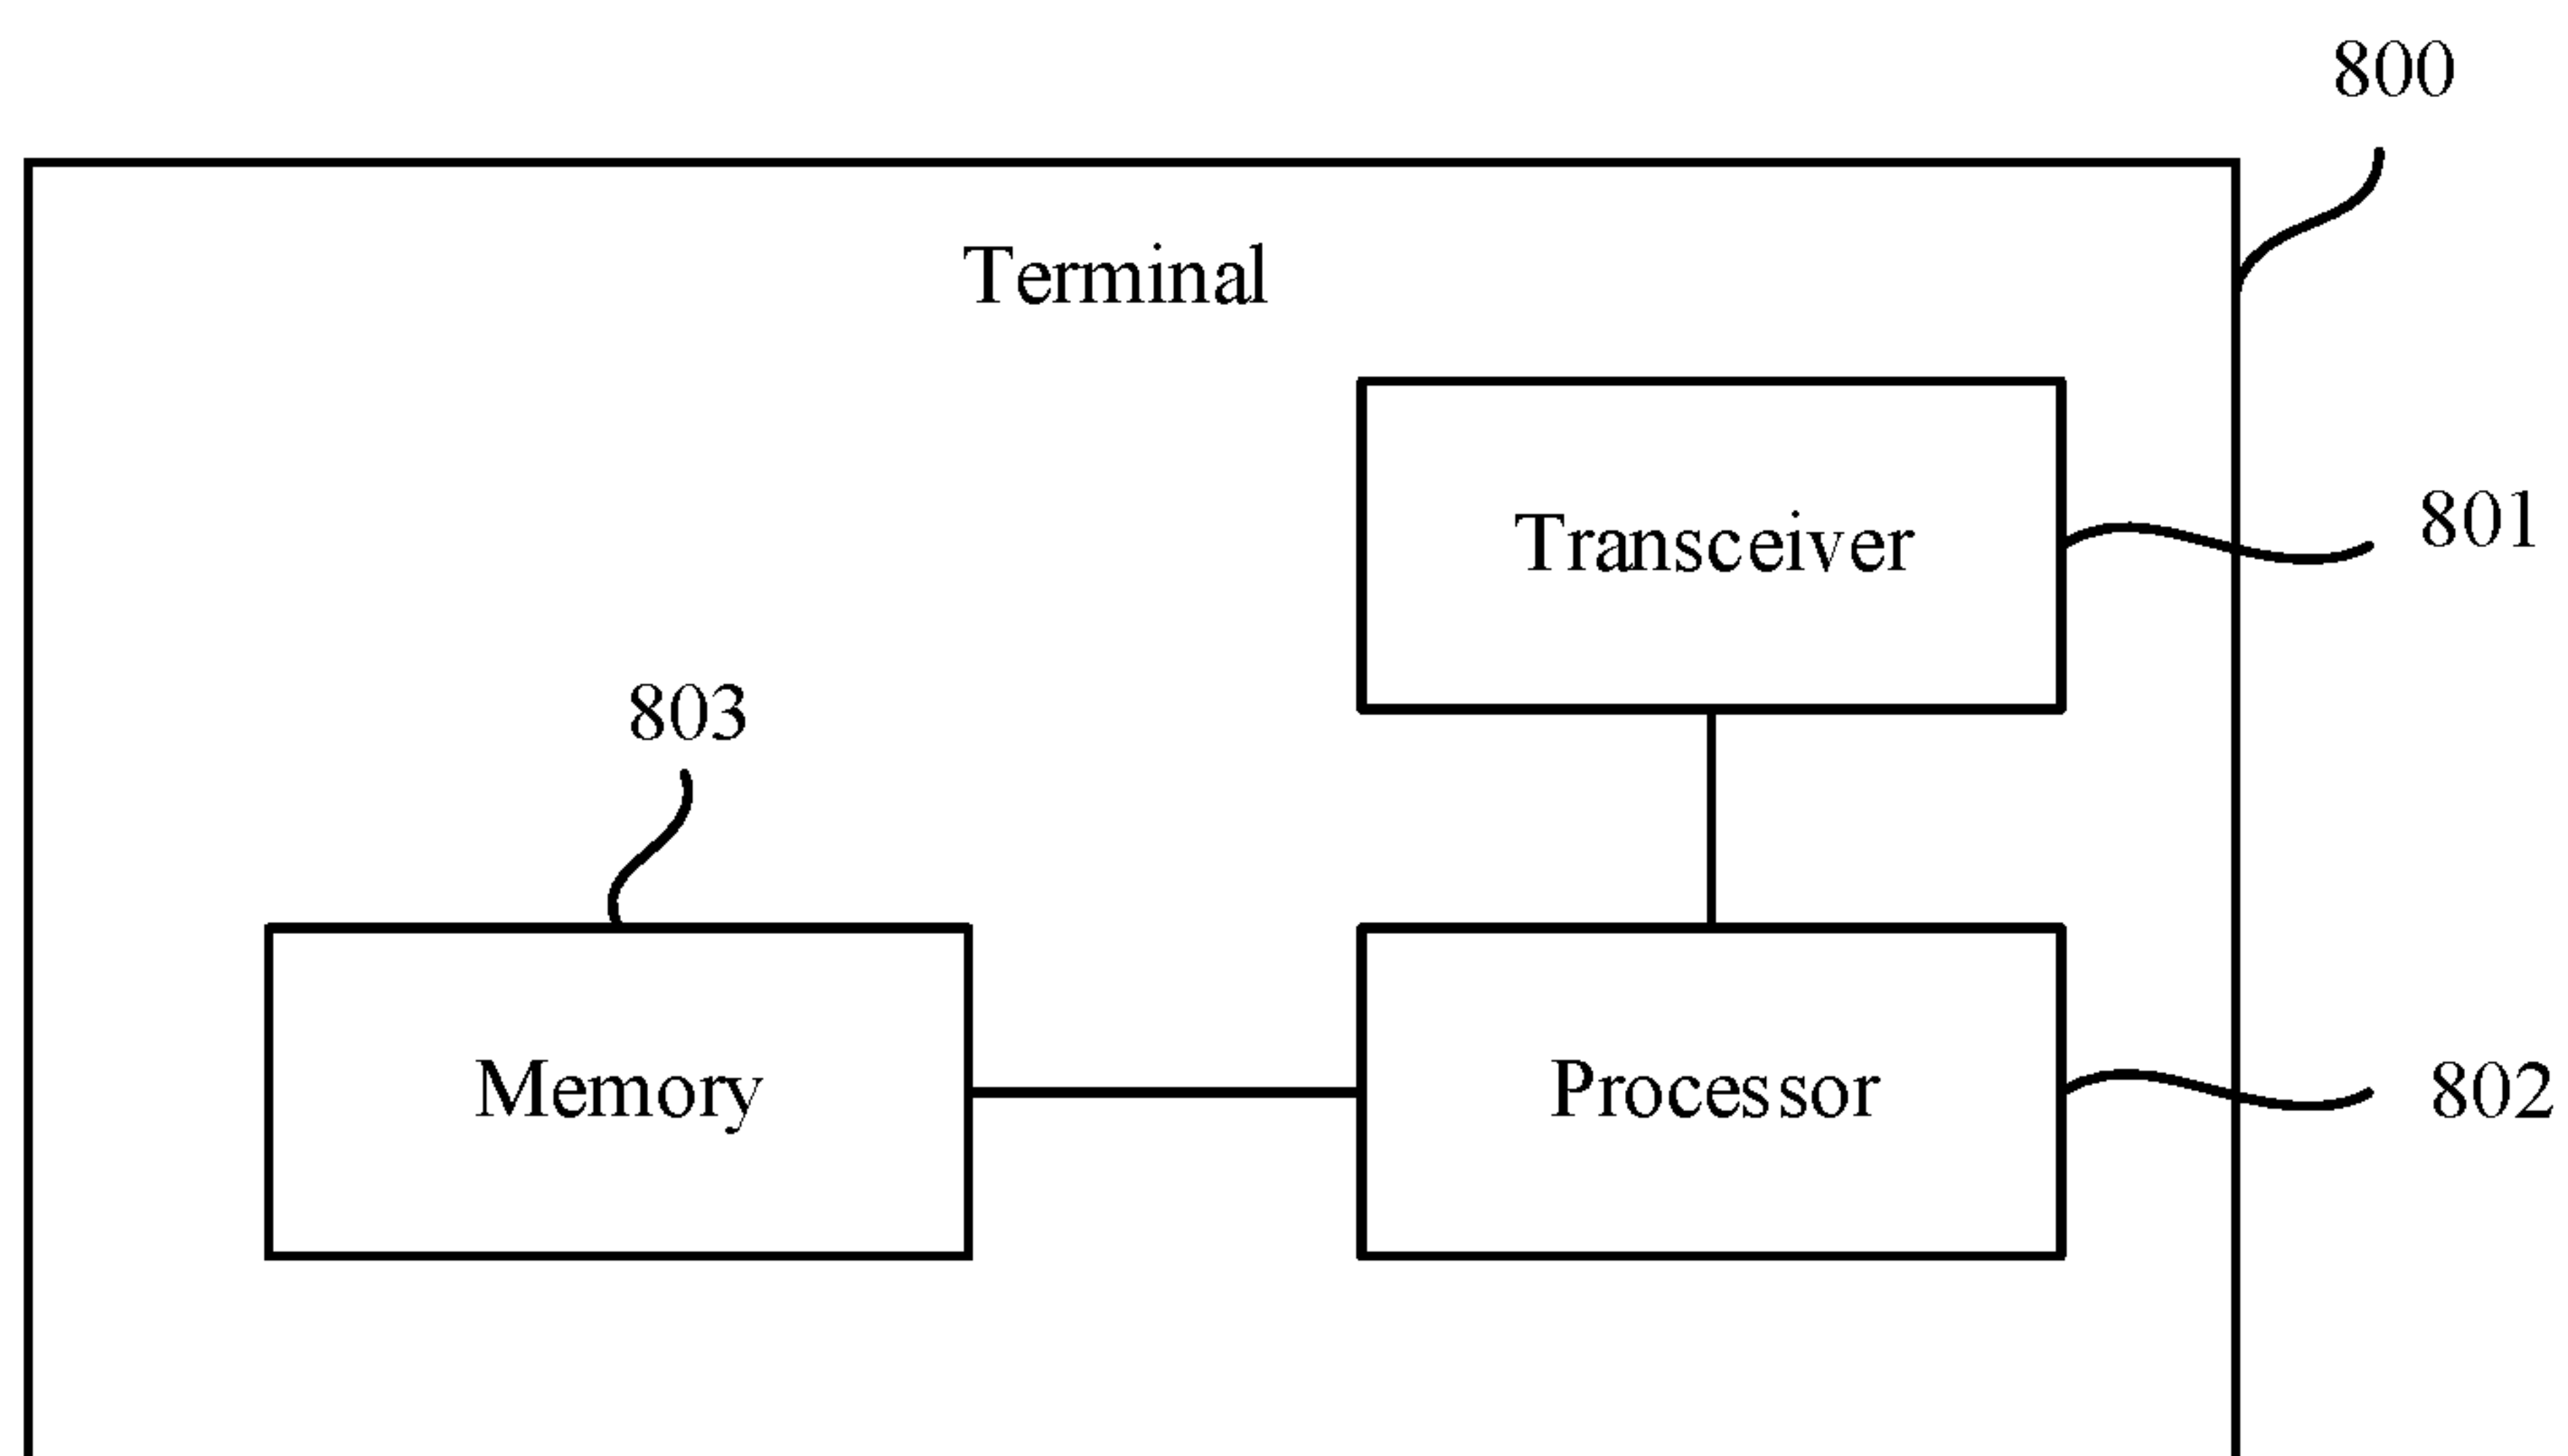 800
Terminal
Transceiver
801
803
Memory
Processor
802